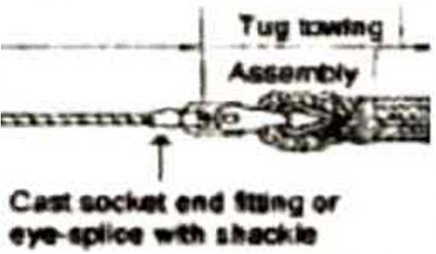 Tug towing
Assembly
Cast socket end fitting or
eye-splice with shackle